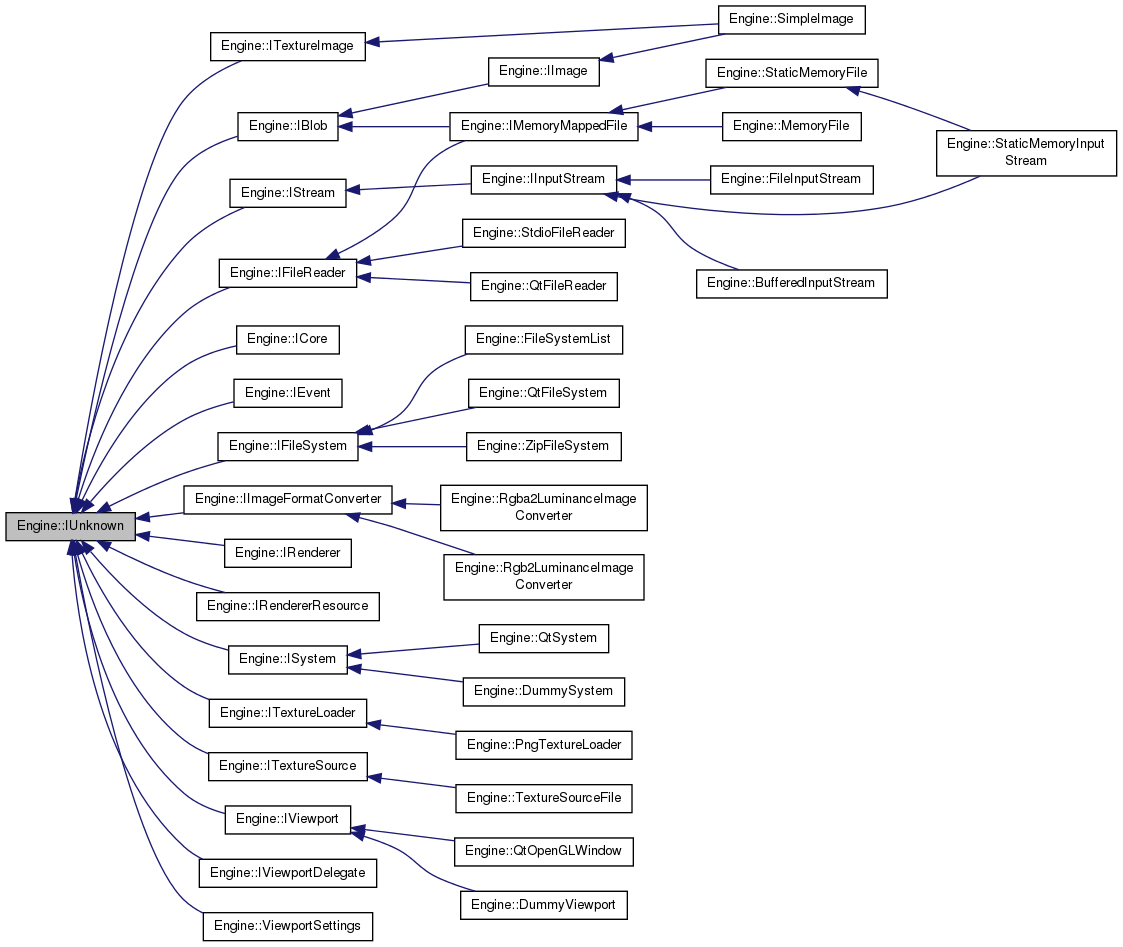 Engine::IUnknown
Engine::ITextureImage
Engine::IBlob
Engine::IStream
Engine::IFileReader
Engine::ICore
Engine::IEvent
Engine::IFileSystem
Engine::IImageFormatConverter
Engine::IRenderer
Engine::IRendererResource
Engine::ISystem
Engine::ITextureLoader
Engine::ITextureSource
Engine::IViewport
Engine::IViewportDelegate
Engine::ViewportSettings
Engine::IImage
Engine::IMemoryMappedFile
Engine::IInputStream
Engine::StdioFileReader
Engine::QtFileReader
Engine::FileSystemList
Engine::QtFileSystem
Engine::ZipFileSystem
Engine::Rgba2LuminanceImage
Converter
Engine::Rgb2LuminanceImage
Converter
Engine::QtSystem
Engine::DummySystem
Engine::PngTextureLoader
Engine::TextureSourceFile
Engine::QtOpenGLWindow
Engine::DummyViewport
Engine::SimpleImage
Engine::StaticMemoryFile
Engine::MemoryFile
Engine::FileInputStream
Engine::BufferedInputStream
Engine::StaticMemoryInput
Stream